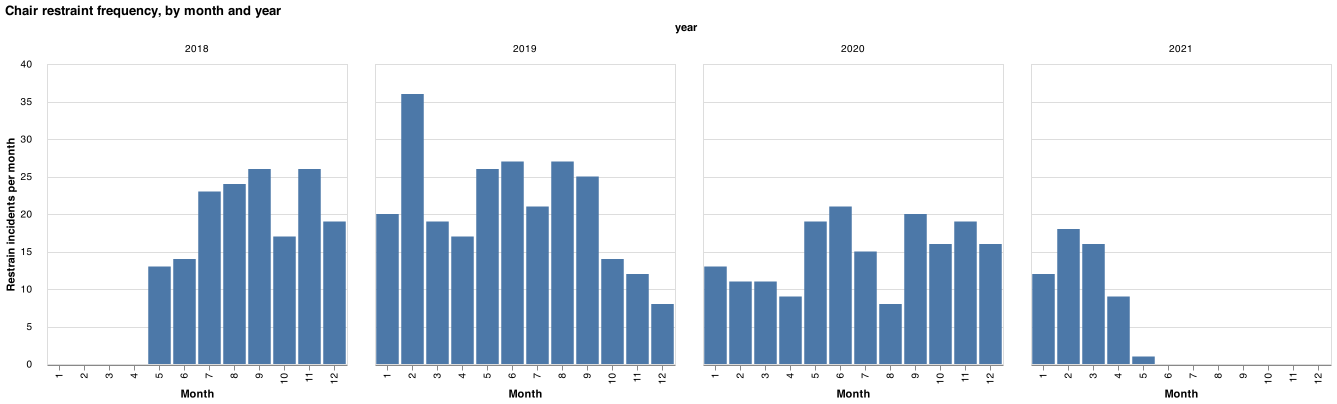 Chair restraint frequency, by month and year
year
2018 2019 2020 2021
Restrain incidents per month
40
35
30
25
20
15
10
5
0
1 2 3 4 5 6 7 8 9 10 11 12 1 2 3 4 5 6 7 8 9 10 11 12 1 2 3 4 5 6 7 8 9 10 11 12 1 2 3 4 5 6 7 8 9 10 11 12
Month Month Month Month